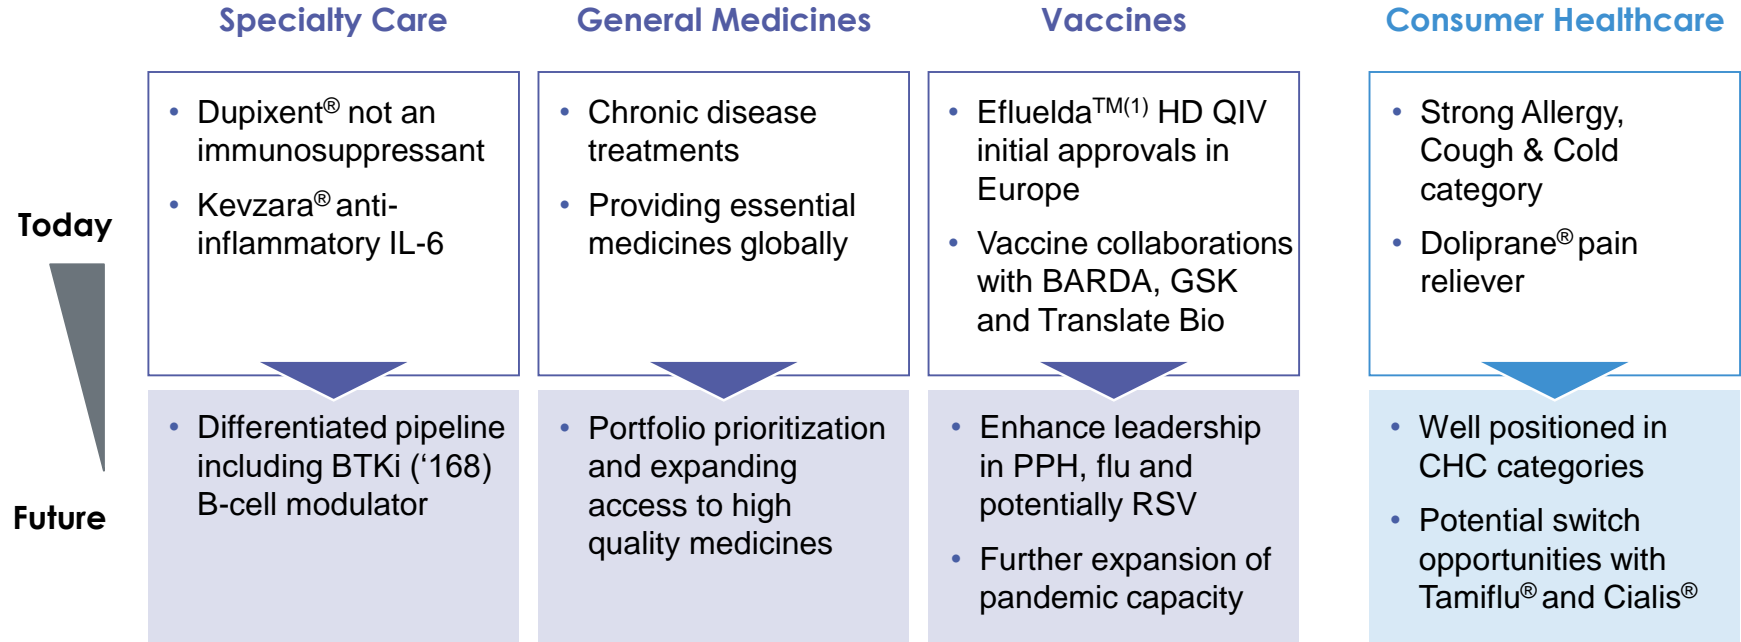 Specialty Care
General Medicines
Vaccines
Consumer Healthcare
Today
Future
• Dupixent® not an
immunosuppressant
• Kevzara® anti-
inflammatory IL-6
• Chronic disease
treatments
• Providing essential
medicines globally
• Efluelda™(1) HD QIV
initial approvals in
Europe
• Vaccine collaborations
with BARDA, GSK
and Translate Bio
• Strong Allergy,
Cough & Cold
category
• Doliprane® pain
reliever
• Differentiated pipeline
including BTKi (‘168)
B-cell modulator
• Portfolio prioritization
and expanding
access to high
quality medicines
• Enhance leadership
in PPH, flu and
potentially RSV
• Further expansion of
pandemic capacity
• Well positioned in
CHC categories
• Potential switch
opportunities with
Tamiflu® and Cialis®